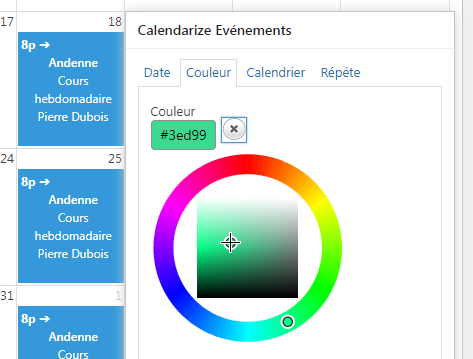 17
18
8p ➔
Andenne
Cours
hebdomadaire
Pierre Dubois
24
25
8p ➔
Andenne
Cours
hebdomadaire
Pierre Dubois
31
1
8p ➔
Andenne
Cours
Calendarize Evénements
Date
Couleur
Calendrier
Répéte
Couleur
#3ed99